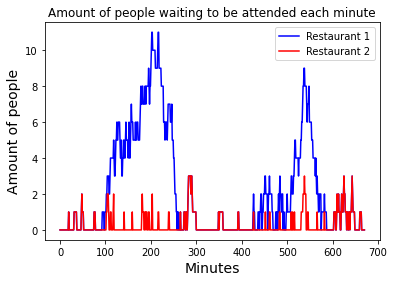 Amount of people waiting to be attended each minute
Restaurant 1
Restaurant 2
Amount of people
10
8
6
4
2
0
0
100
200
300
400
500
600
700
Minutes